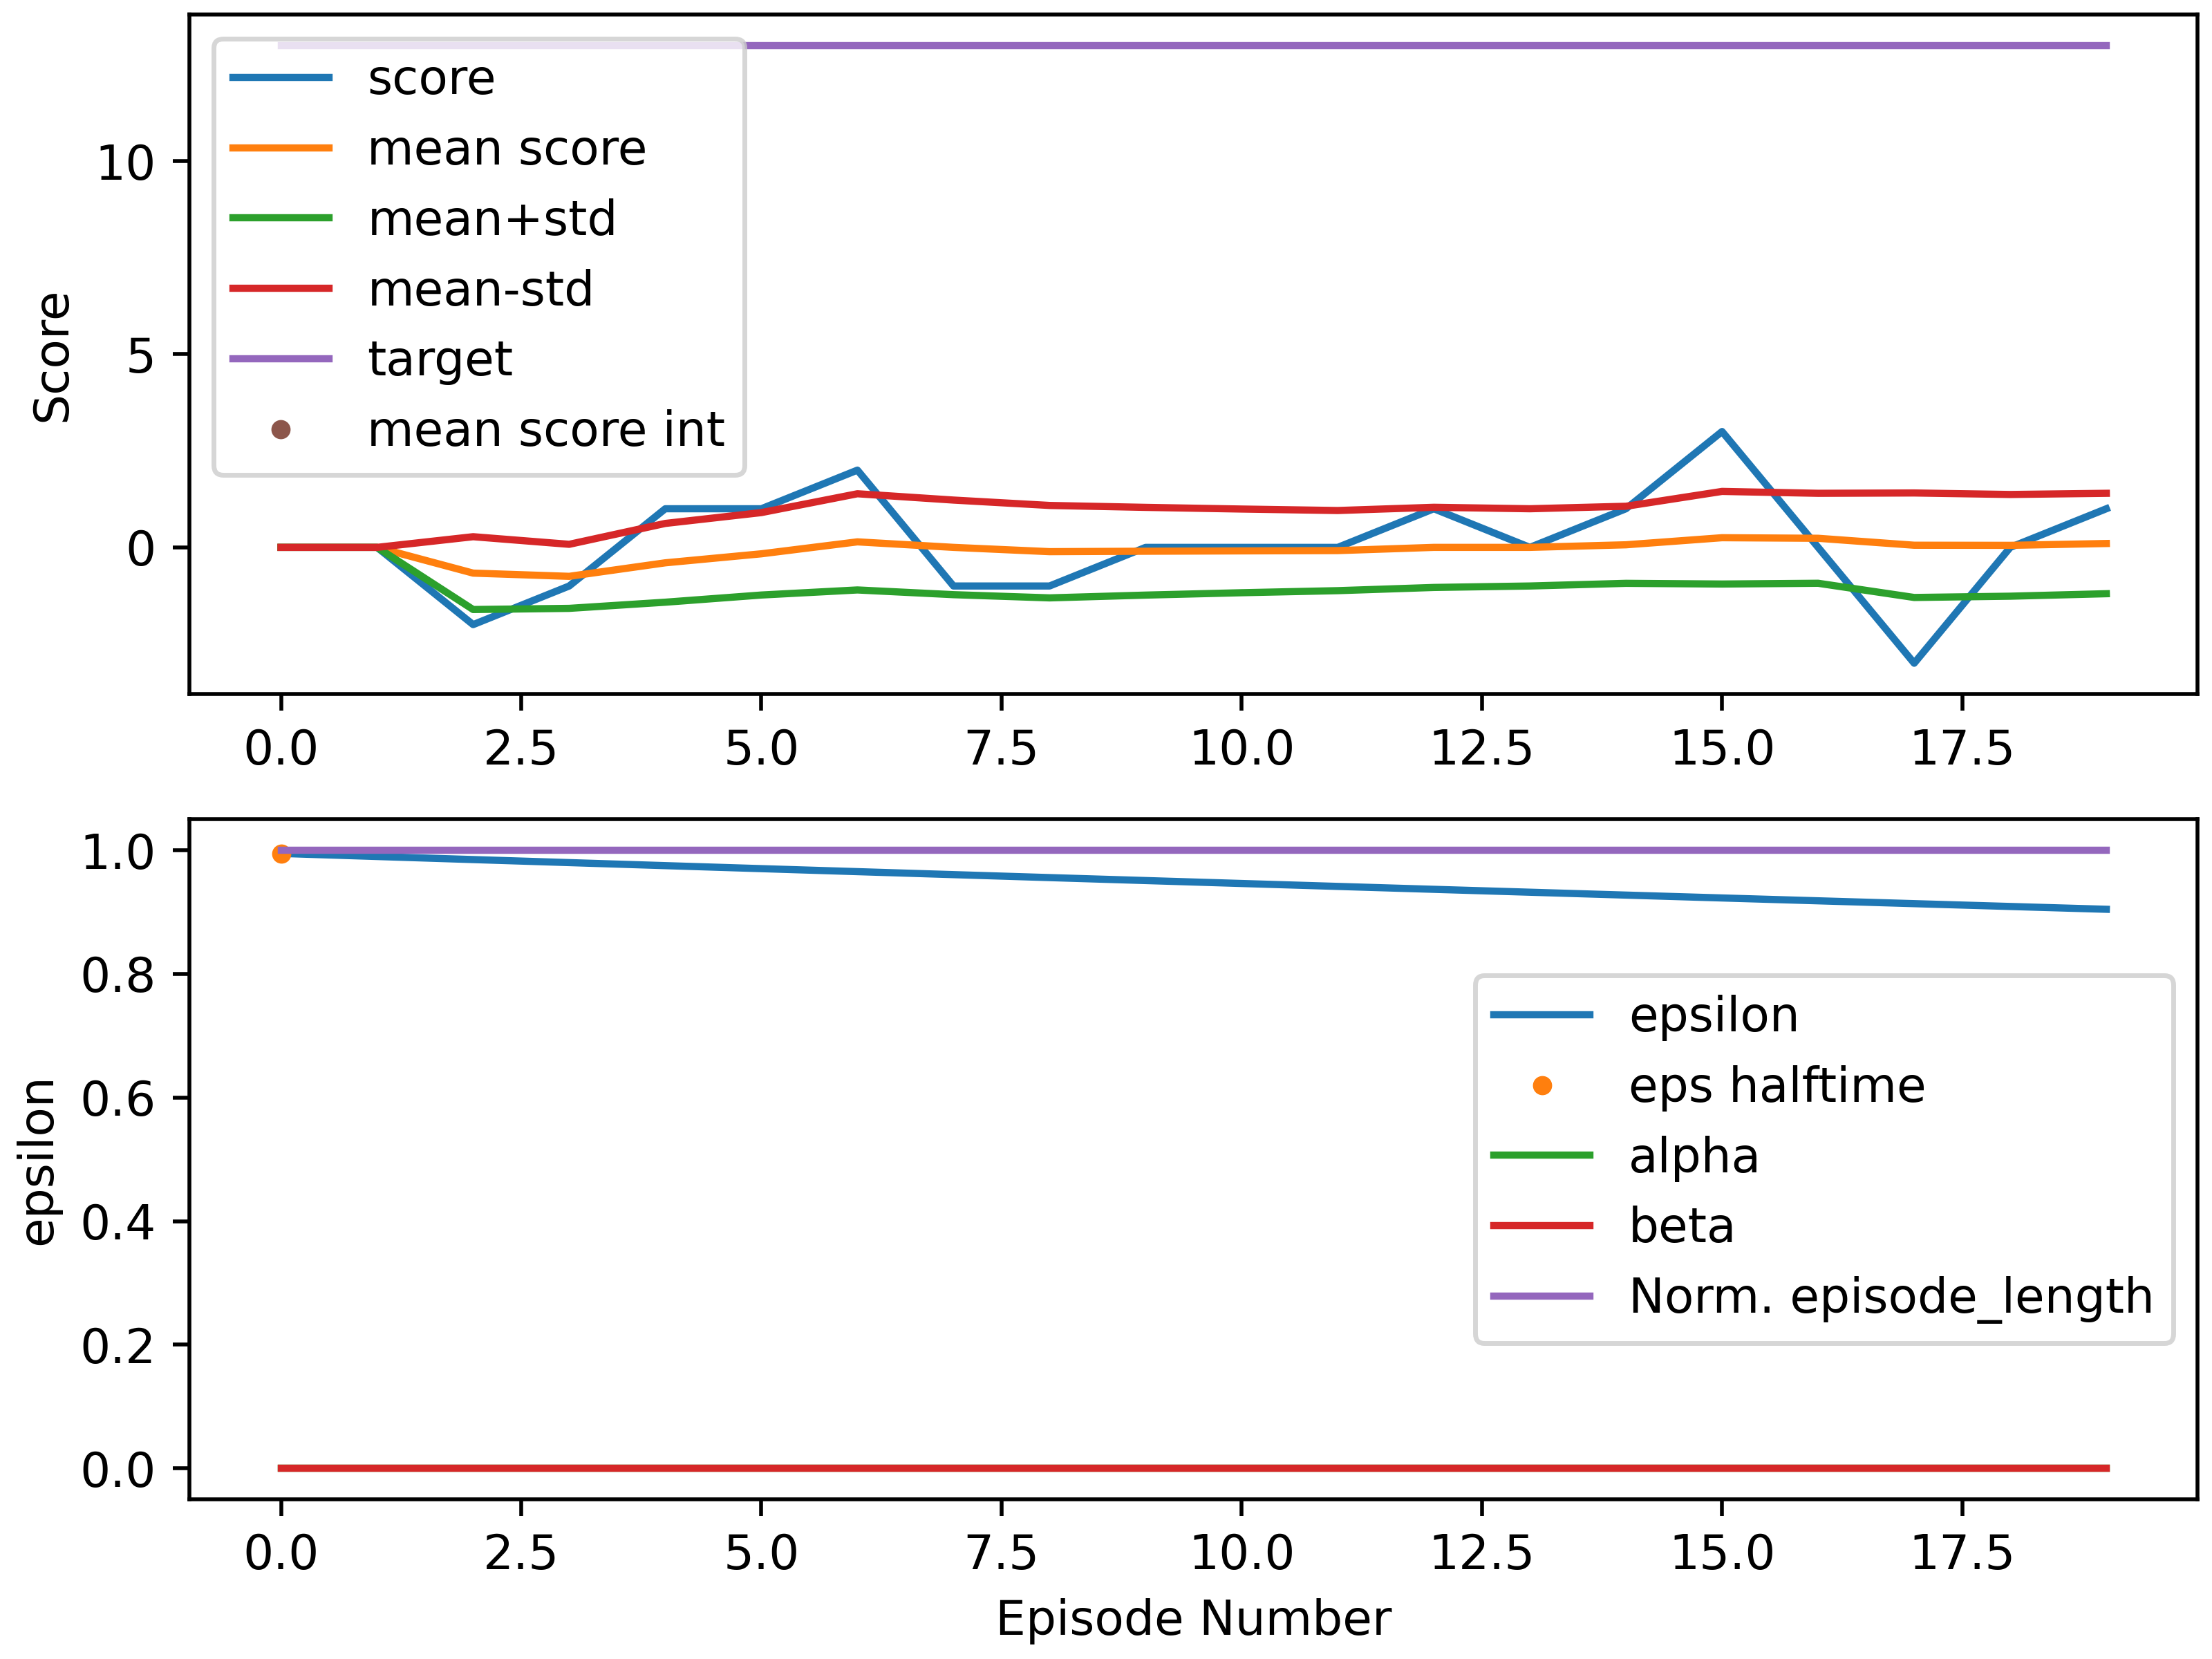 Score
10
5
0
score
mean score
mean+std
mean-std
target
mean score int
0.0 2.5 5.0 7.5 10.0 12.5 15.0 17.5
epsilon
1.0
0.8
0.6
0.4
0.2
0.0
epsilon
eps halftime
alpha
beta
Norm. episode_length
0.0 2.5 5.0 7.5 10.0 12.5 15.0 17.5
Episode Number